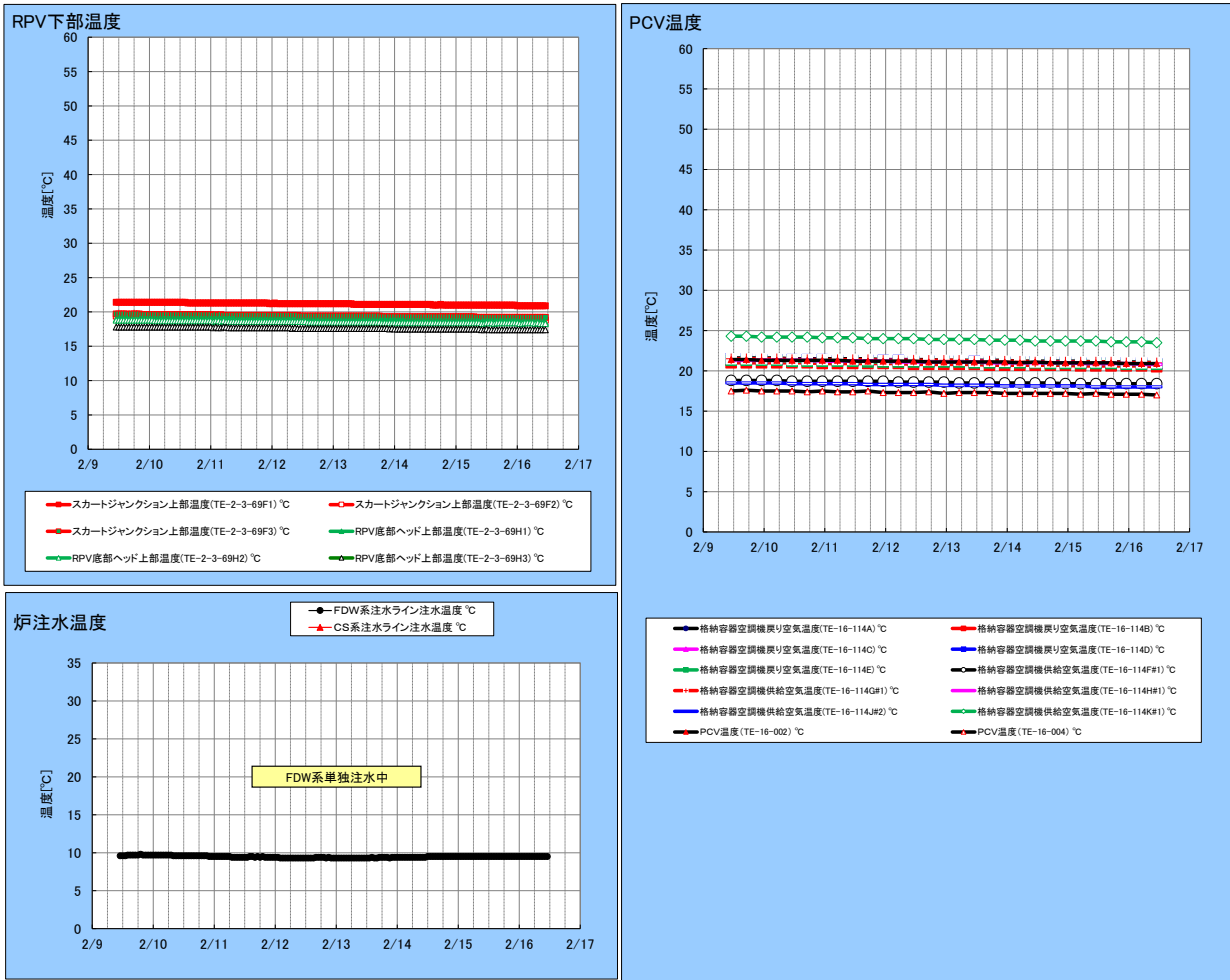 RPV下部温度
60
55
50
45
40
35
30
25
20
15
10
5
0
温度[℃]
2/9 2/10 2/11 2/12 2/13 2/14 2/15 2/16 2/17
スカートジャンクション上部温度(TE-2-3-69F1) ℃ スカートジャンクション上部温度(TE-2-3-69F2) ℃
スカートジャンクション上部温度(TE-2-3-69F3) ℃ RPV底部ヘッド上部温度(TE-2-3-69H1) ℃
RPV底部ヘッド上部温度(TE-2-3-69H2) ℃ RPV底部ヘッド上部温度(TE-2-3-69H3) ℃
炉注水温度
FDW系注水ライン注水温度 ℃
CS系注水ライン注水温度 ℃
35
30
25
20
15
10
5
0
温度[℃]
FDW系単独注水中
2/9 2/10 2/11 2/12 2/13 2/14 2/15 2/16 2/17
PCV温度
60
55
50
45
40
35
30
25
20
15
10
5
0
温度[℃]
2/9 2/10 2/11 2/12 2/13 2/14 2/15 2/16 2/17
格納容器空調機戻り空気温度(TE-16-114A) ℃ 格納容器空調機戻り空気温度(TE-16-114B) ℃
格納容器空調機戻り空気温度(TE-16-114C) ℃ 格納容器空調機戻り空気温度(TE-16-114D) ℃
格納容器空調機戻り空気温度(TE-16-114E) ℃ 格納容器空調機供給空気温度(TE-16-114F#1) ℃
格納容器空調機供給空気温度(TE-16-114G#1) ℃ 格納容器空調機供給空気温度(TE-16-114H#1) ℃
格納容器空調機供給空気温度(TE-16-114J#2) ℃ 格納容器空調機供給空気温度(TE-16-114K#1) ℃
PCV温度(TE-16-002) ℃ PCV温度(TE-16-004) ℃